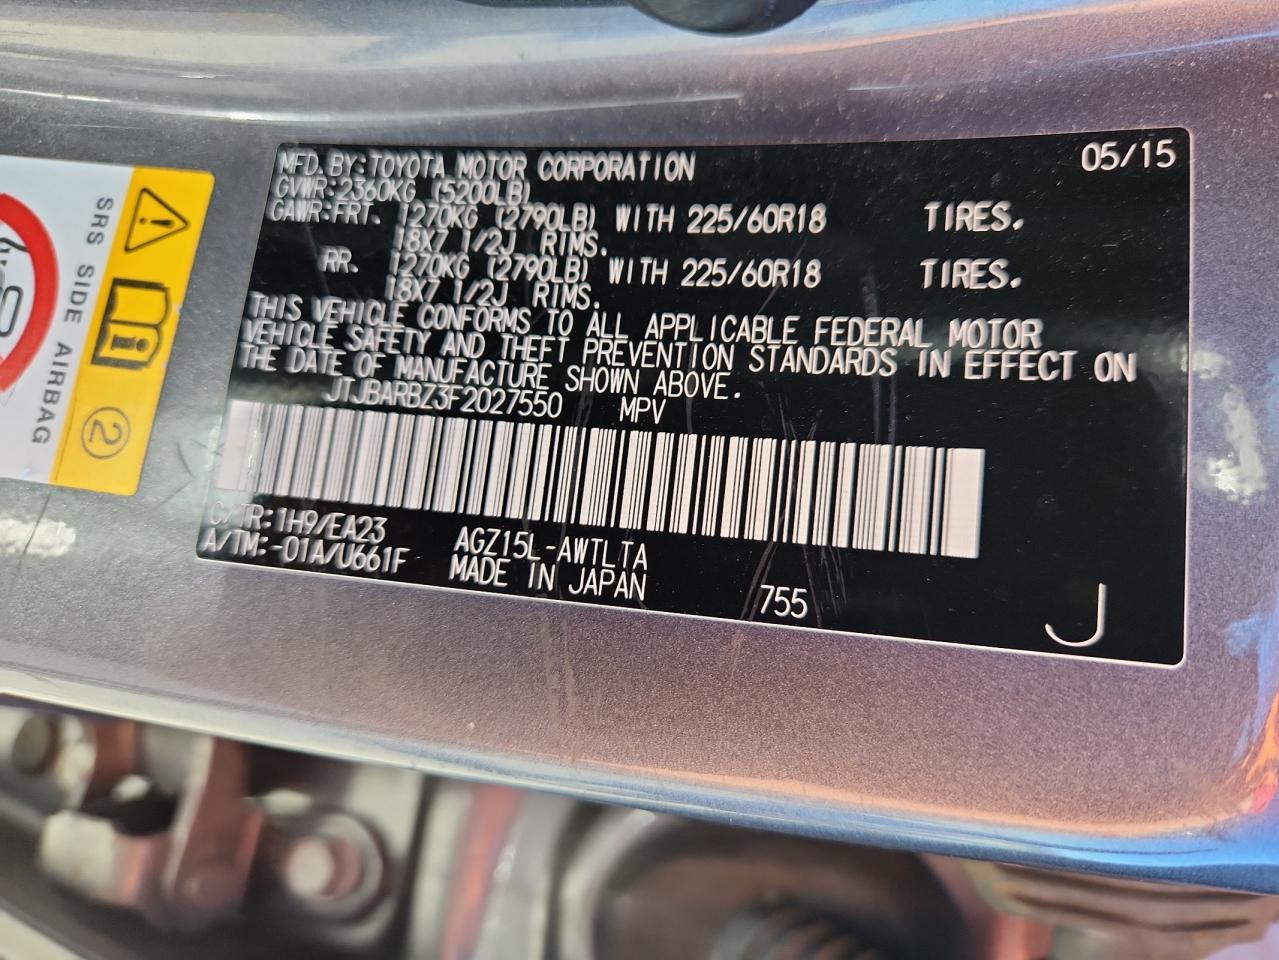 MFD.BY:TOYOTA MOTOR CORPORATION 05/15
GVWR:2360KG (5200LB)
GAWR:FRT. 1270KG (2790LB) WITH 225/60R18 TIRES.
18X7 1/2J RIMS.
RR. 1270KG (2790LB) WITH 225/60R18 TIRES.
18X7 1/2J RIMS.
THIS VEHICLE CONFORMS TO ALL APPLICABLE FEDERAL MOTOR
VEHICLE SAFETY AND THEFT PREVENTION STANDARDS IN EFFECT ON
THE DATE OF MANUFACTURE SHOWN ABOVE.
JTJBARBZ3F2027550 MPV
C/TR:1H9/EA23 AGZ15L-AWTLTA
A/TM:-01A/U661F MADE IN JAPAN 755 J
SRS SIDE AIRBAG 2